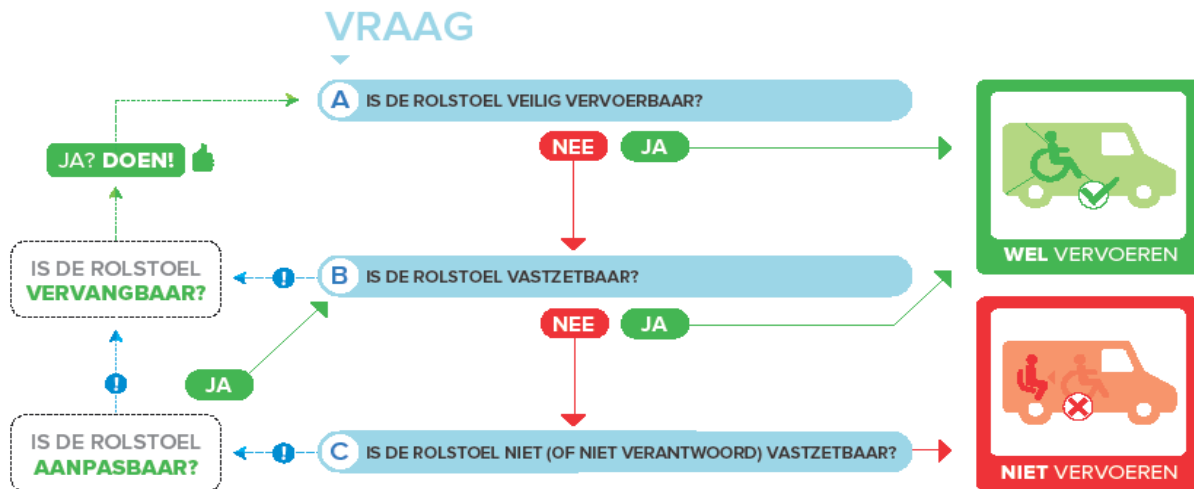 VRAAG
A IS DE ROLSTOEL VEILIG VERVOERBAAR?
NEE JA
JA? DOEN!
WEL VERVOEREN
IS DE ROLSTOEL
VERVANGBAAR?
!
B IS DE ROLSTOEL VASTZETBAAR?
NEE JA
JA
!
IS DE ROLSTOEL
AANPASBAAR?
!
C IS DE ROLSTOEL NIET (OF NIET VERANTWOORD) VASTZETBAAR?
NIET VERVOEREN